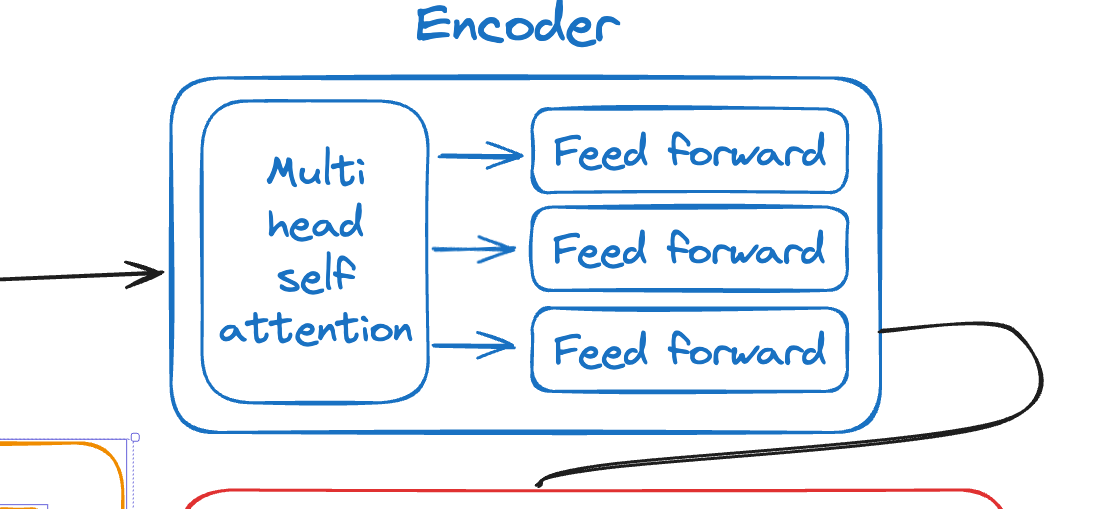 Encoder
Multi
head
self
attention
Feed forward
Feed forward
Feed forward